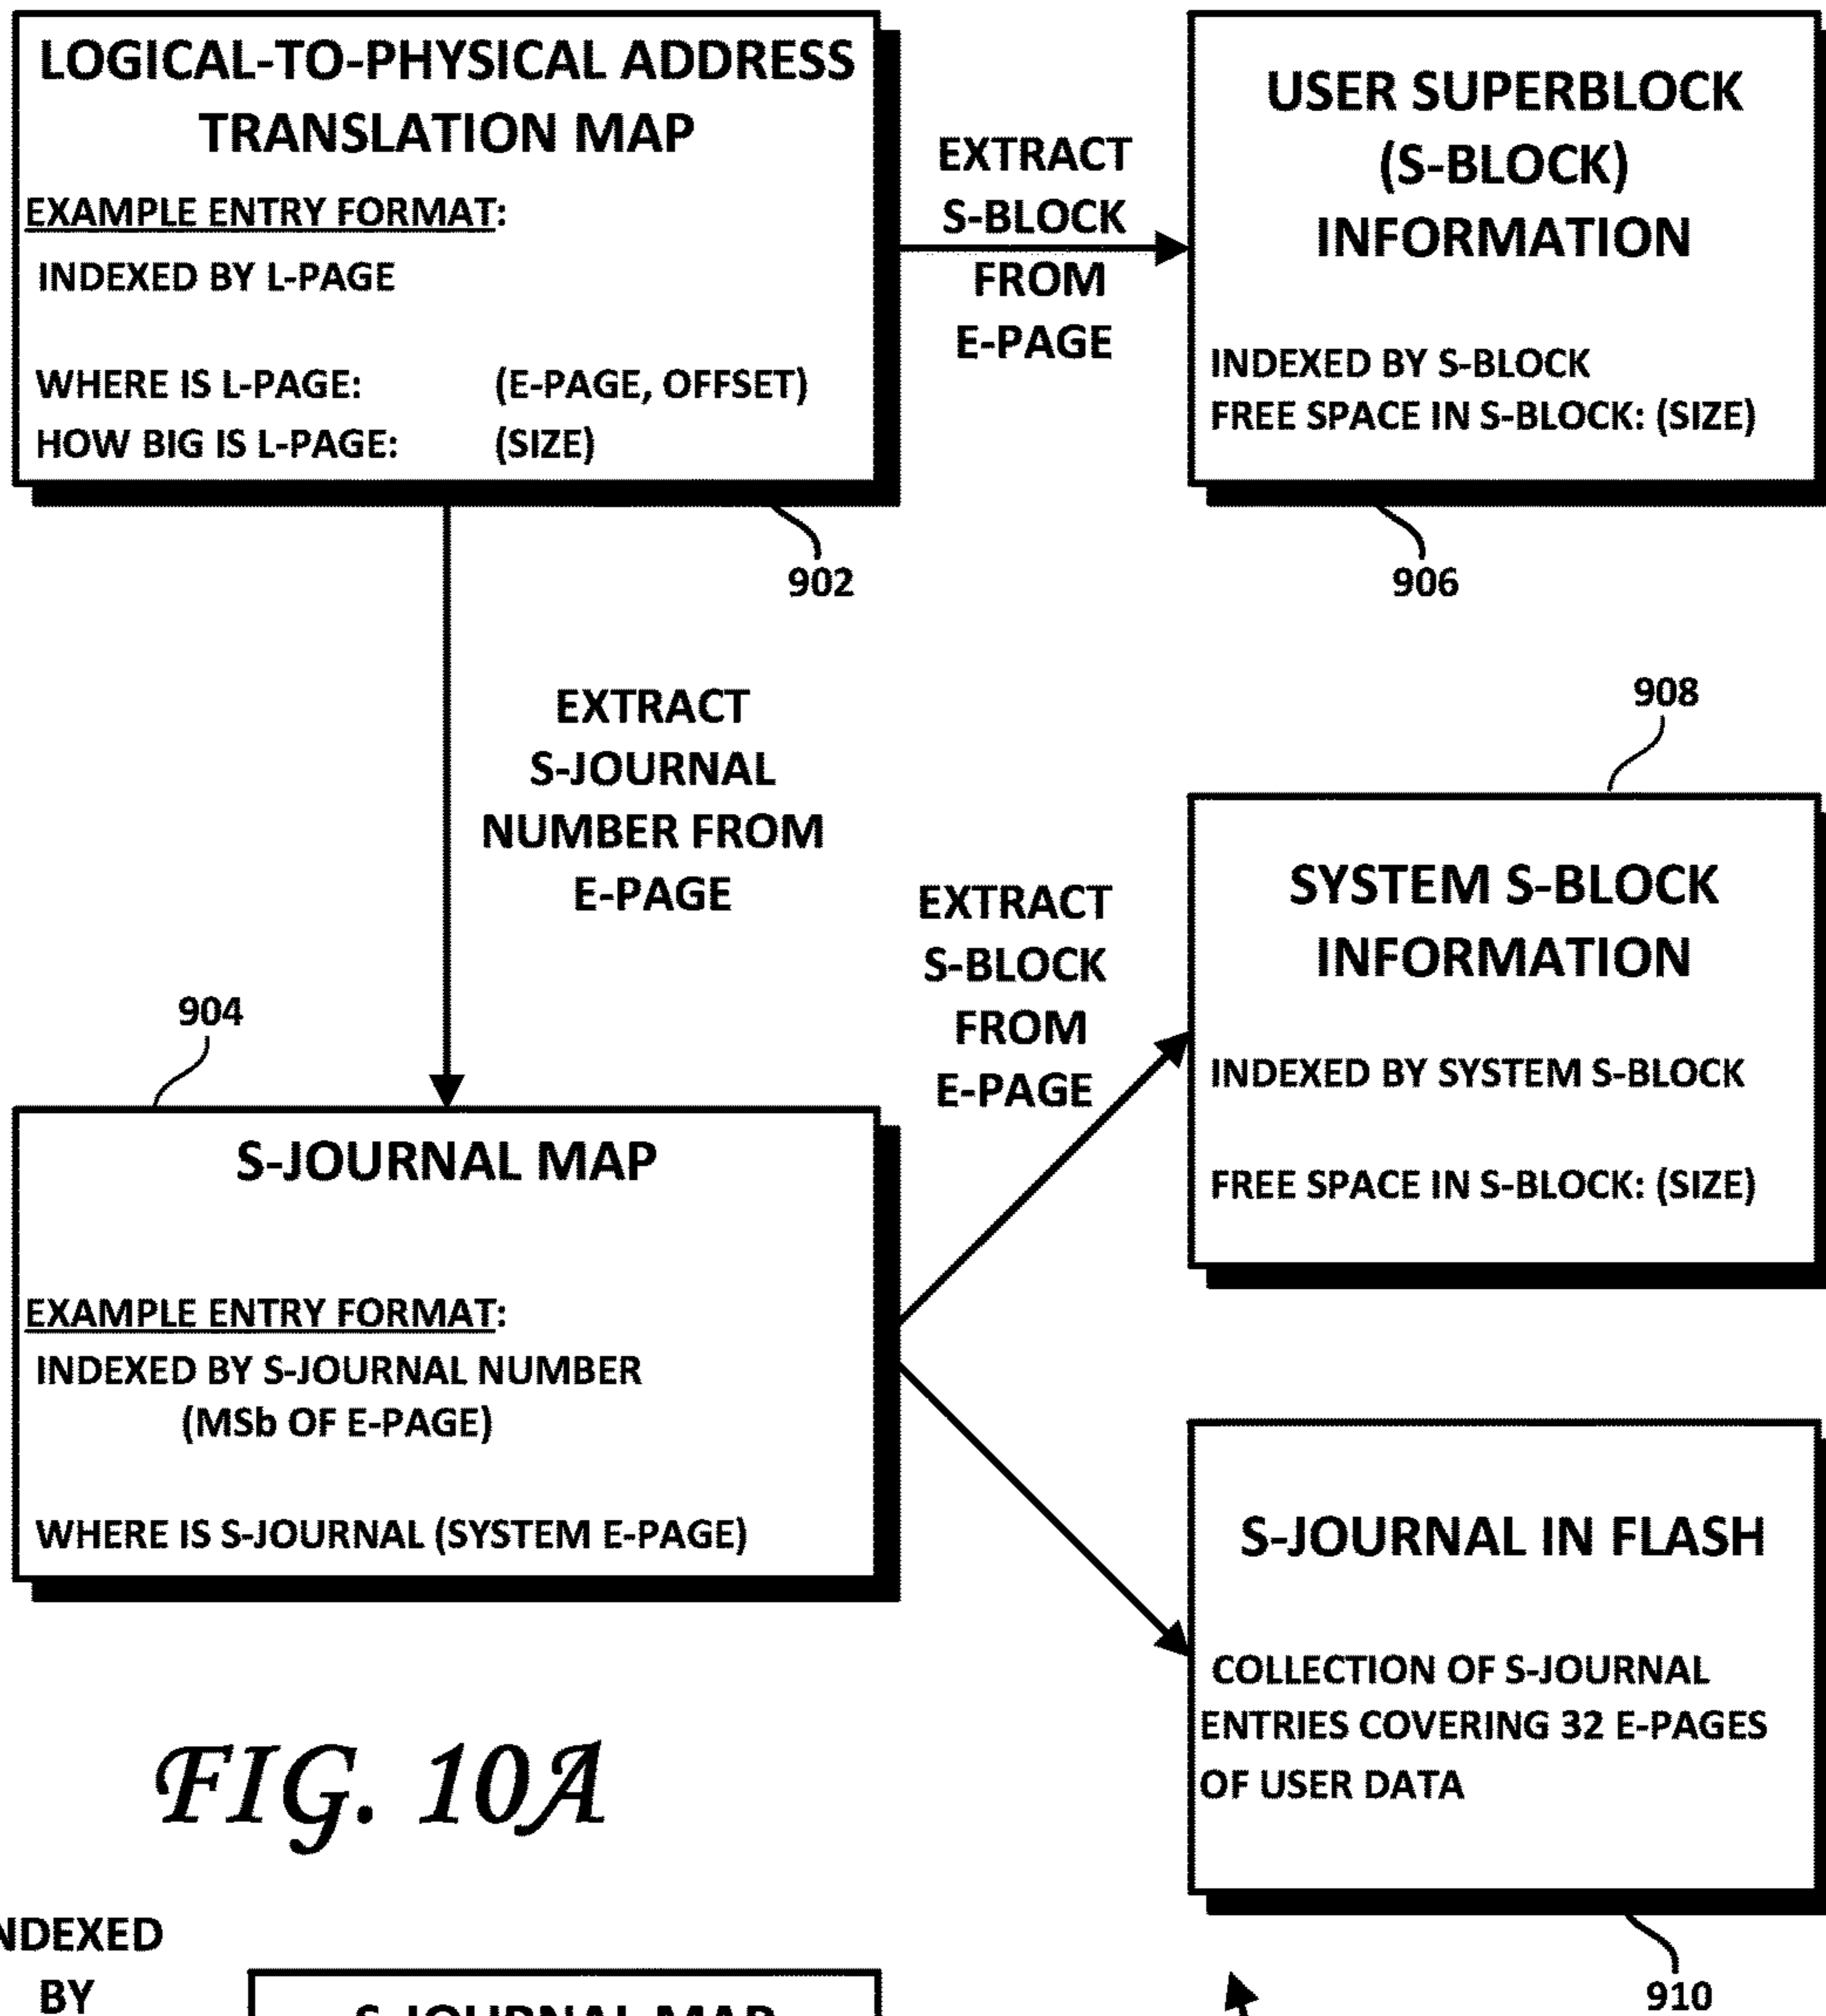 LOGICAL-TO-PHYSICAL ADDRESS
TRANSLATION MAP
EXAMPLE ENTRY FORMAT:
INDEXED BY L-PAGE
WHERE IS L-PAGE: (E-PAGE, OFFSET)
HOW BIG IS L-PAGE: (SIZE)
902
EXTRACT
S-BLOCK
FROM
E-PAGE
USER SUPERBLOCK
(S-BLOCK)
INFORMATION
INDEXED BY S-BLOCK
FREE SPACE IN S-BLOCK: (SIZE)
906
EXTRACT
S-JOURNAL
NUMBER FROM
E-PAGE
904
S-JOURNAL MAP
EXAMPLE ENTRY FORMAT:
INDEXED BY S-JOURNAL NUMBER
(MSb OF E-PAGE)
WHERE IS S-JOURNAL (SYSTEM E-PAGE)
EXTRACT
S-BLOCK
FROM
E-PAGE
908
SYSTEM S-BLOCK
INFORMATION
INDEXED BY SYSTEM S-BLOCK
FREE SPACE IN S-BLOCK: (SIZE)
S-JOURNAL IN FLASH
COLLECTION OF S-JOURNAL
ENTRIES COVERING 32 E-PAGES
OF USER DATA
910
FIG. 10A
NDEXED
BY
S-JOURNAL MAP